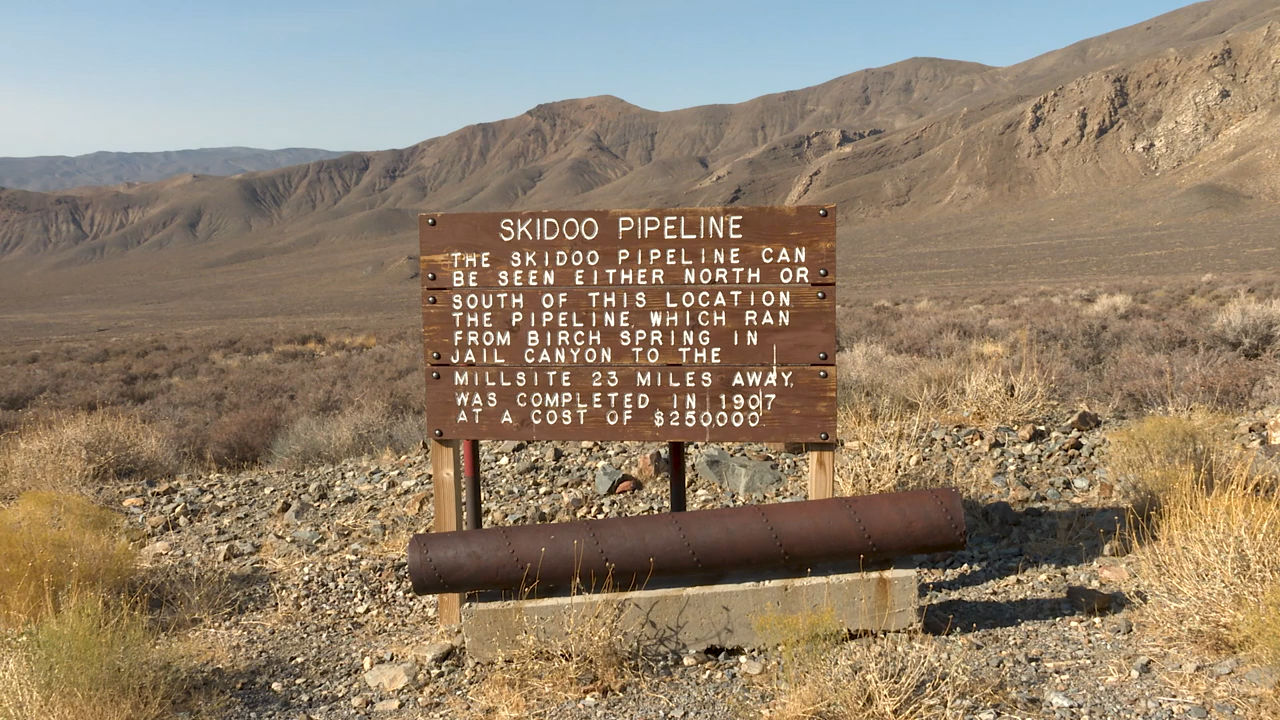 SKIDOO PIPELINE
THE SKIDOO PIPELINE CAN
BE SEEN EITHER NORTH OR
SOUTH OF THIS LOCATION
THE PIPELINE, WHICH RAN
FROM BIRCH SPRING IN
JAIL CANYON TO THE
MILLSITE 23 MILES AWAY,
WAS COMPLETED IN 1907
AT A COST OF $250,000.